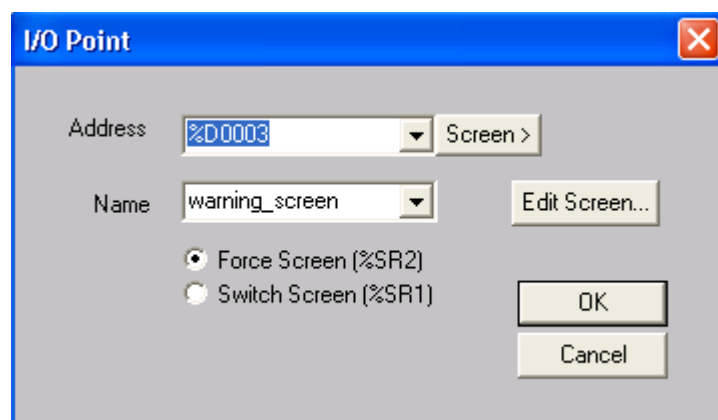 I/O Point
Address %D0003 Screen >
Name warning_screen Edit Screen...
Force Screen (%SR2)
Switch Screen (%SR1)
OK
Cancel